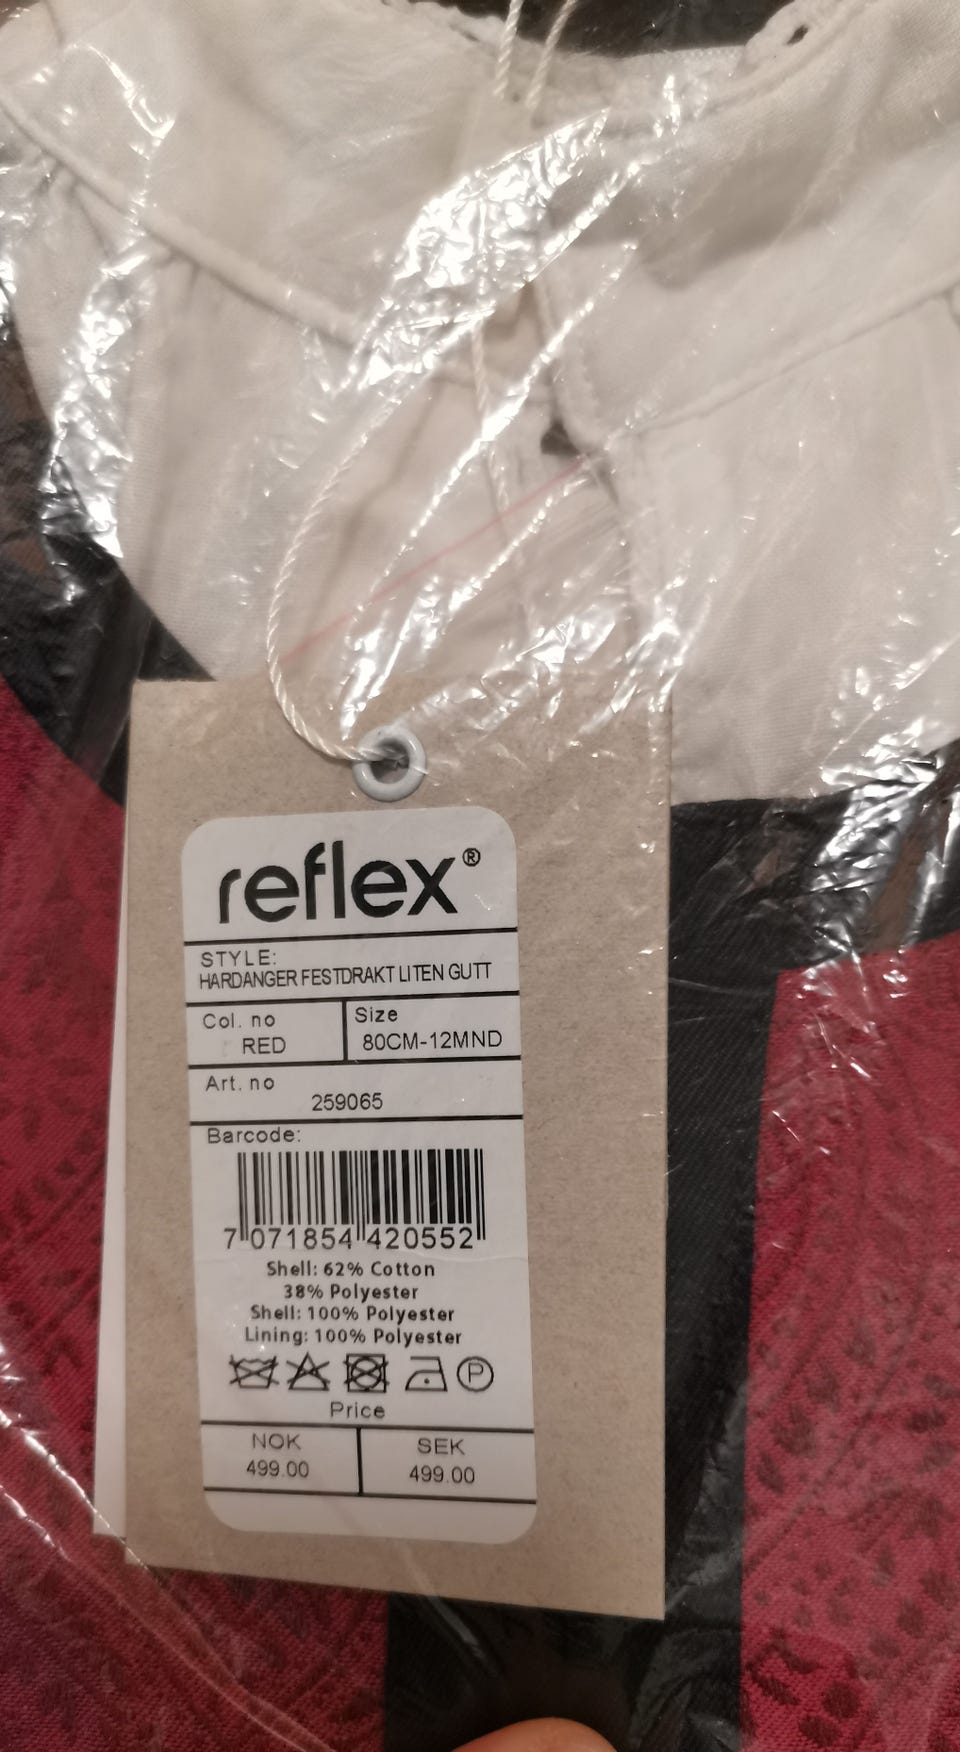 reflex®
STYLE:
HARDANGER FESTDRAKT LITEN GUTT
Col. no
RED
Size
80CM-12MND
Art. no
259065
Barcode:
7 071854 420552
Shell: 62% Cotton
38% Polyester
Shell: 100% Polyester
Lining: 100% Polyester
P
Price
NOK
499.00
SEK
499.00